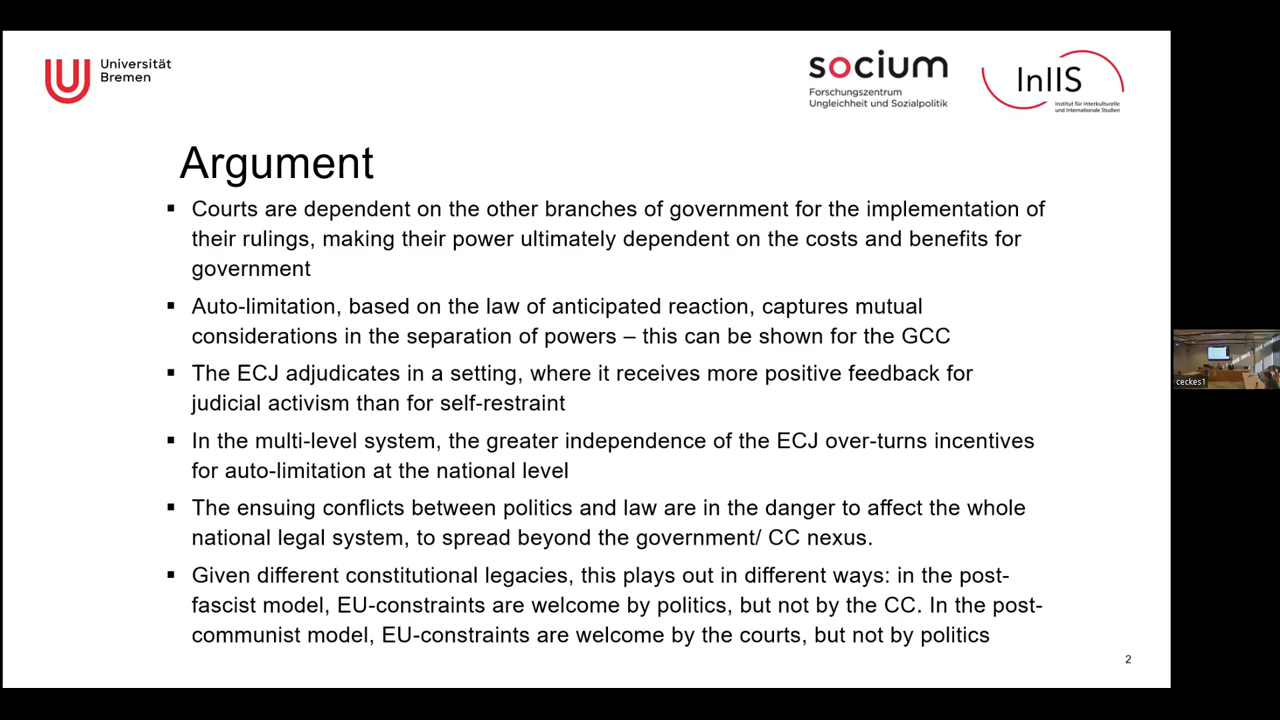 Universität
Bremen
socium
Forschungszentrum
Ungleichheit und Sozialpolitik
InIIS
Institut für Interkulturelle
und Internationale Studien
Argument
▪ Courts are dependent on the other branches of government for the implementation of
their rulings, making their power ultimately dependent on the costs and benefits for
government
▪ Auto-limitation, based on the law of anticipated reaction, captures mutual
considerations in the separation of powers – this can be shown for the GCC
▪ The ECJ adjudicates in a setting, where it receives more positive feedback for
judicial activism than for self-restraint
▪ In the multi-level system, the greater independence of the ECJ over-turns incentives
for auto-limitation at the national level
▪ The ensuing conflicts between politics and law are in the danger to affect the whole
national legal system, to spread beyond the government/ CC nexus.
▪ Given different constitutional legacies, this plays out in different ways: in the post-
fascist model, EU-constraints are welcome by politics, but not by the CC. In the post-
communist model, EU-constraints are welcome by the courts, but not by politics
2
ceckes1